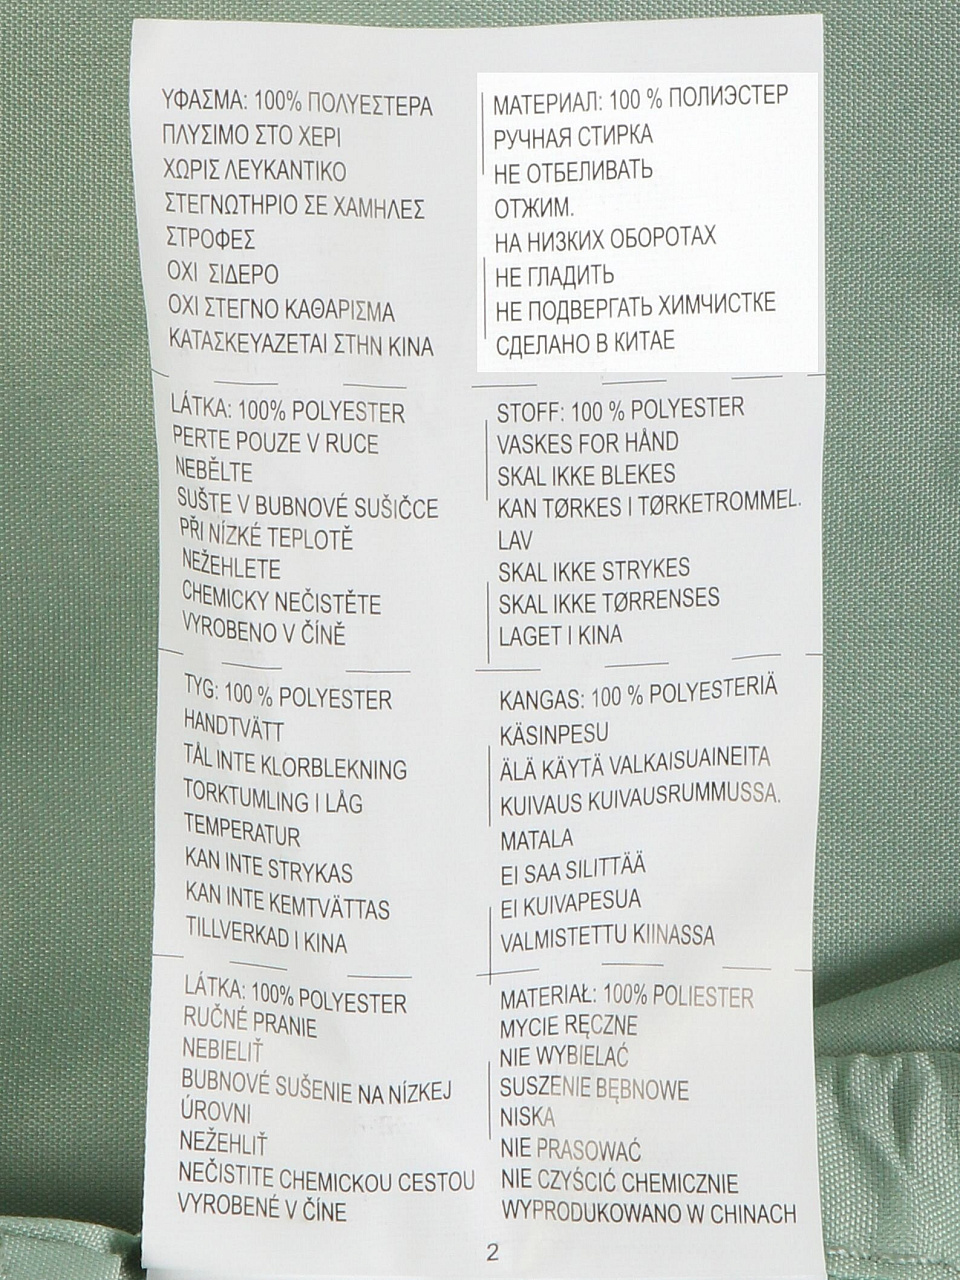 ΥΦΑΣΜΑ: 100% ΠΟΛΥΕΣΤΕΡΑ
ΠΛΥΣΙΜΟ ΣΤΟ ΧΕΡΙ
ΧΩΡΙΣ ΛΕΥΚΑΝΤΙΚΟ
ΣΤΕΓΝΩΤΗΡΙΟ ΣΕ ΧΑΜΗΛΕΣ
ΣΤΡΟΦΕΣ
ΟΧΙ ΣΙΔΕΡΟ
ΟΧΙ ΣΤΕΓΝΟ ΚΑΘΑΡΙΣΜΑ
ΚΑΤΑΣΚΕΥΑΖΕΤΑΙ ΣΤΗΝ ΚΙΝΑ
МАТЕРИАЛ: 100 % ПОЛИЭСТЕР
РУЧНАЯ СТИРКА
НЕ ОТБЕЛИВАТЬ
ОТЖИМ.
НА НИЗКИХ ОБОРОТАХ
НЕ ГЛАДИТЬ
НЕ ПОДВЕРГАТЬ ХИМЧИСТКЕ
СДЕЛАНО В КИТАЕ
LÁTKA: 100% POLYESTER
PERTE POUZE V RUCE
NEBĚLTE
SUŠTE V BUBNOVÉ SUŠIČCE
PŘI NÍZKÉ TEPLOTĚ
NEŽEHLETE
CHEMICKY NEČISTĚTE
VYROBENO V ČÍNĚ
STOFF: 100 % POLYESTER
VASKES FOR HÅND
SKAL IKKE BLEKES
KAN TØRKES I TØRKETROMMEL.
LAV
SKAL IKKE STRYKES
SKAL IKKE TØRRENSES
LAGET I KINA
TYG: 100 % POLYESTER
HANDTVÄTT
TÅL INTE KLORBLEKNING
TORKTUMLING I LÅG
TEMPERATUR
KAN INTE STRYKAS
KAN INTE KEMTVÄTTAS
TILLVERKAD I KINA
KANGAS: 100 % POLYESTERIÄ
KÄSINPESU
ÄLÄ KÄYTÄ VALKAISUAINEITA
KUIVAUS KUIVAUSRUMMUSSA.
MATALA
EI SAA SILITTÄÄ
EI KUIVAPESUA
VALMISTETTU KIINASSA
LÁTKA: 100% POLYESTER
RUČNÉ PRANIE
NEBIELIŤ
BUBNOVÉ SUŠENIE NA NÍZKEJ
ÚROVNI
NEŽEHLIŤ
NEČISTITE CHEMICKOU CESTOU
VYROBENÉ V ČÍNE
MATERIAŁ: 100% POLIESTER
MYCIE RĘCZNE
NIE WYBIELAĆ
SUSZENIE BĘBNOWE
NISKA
NIE PRASOWAĆ
NIE CZYŚCIĆ CHEMICZNIE
WYPRODUKOWANO W CHINACH
2